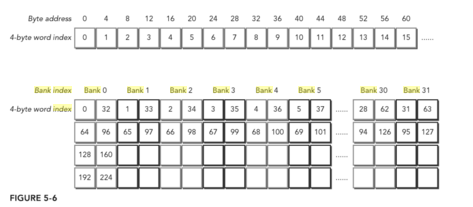 Byte address 0 4 8 12 16 20 24 28 32 36 40 44 48 52 56 60
4-byte word index 0 1 2 3 4 5 6 7 8 9 10 11 12 13 14 15 ......
Bank index Bank 0 Bank 1 Bank 2 Bank 3 Bank 4 Bank 5 Bank 30 Bank 31
4-byte word index 0 32 1 33 2 34 3 35 4 36 5 37 ...... 28 62 31 63
64 96 65 97 66 98 67 99 68 100 69 101 ...... 94 126 95 127
128 160 ......
192 224 ......
FIGURE 5-6